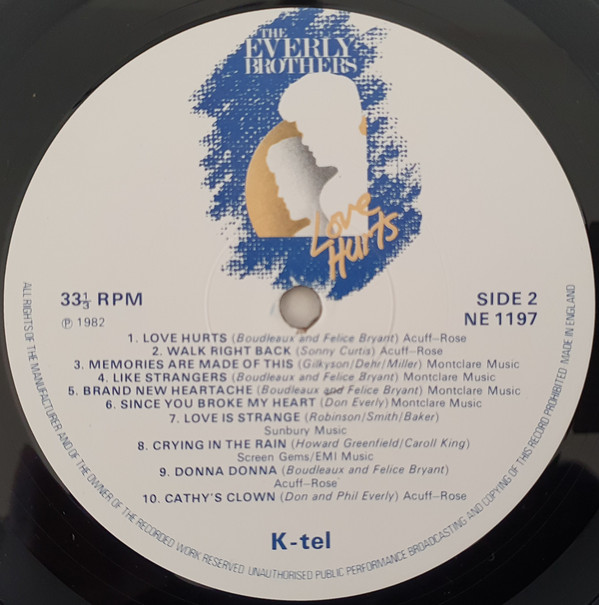 THE
EVERLY
BROTHERS
Love
Hurts
33⅓ RPM
℗ 1982
SIDE 2
NE 1197
1. LOVE HURTS (Boudleaux and Felice Bryant) Acuff-Rose
2. WALK RIGHT BACK (Sonny Curtis) Acuff-Rose
3. MEMORIES ARE MADE OF THIS (Gilkyson/Dehr/Miller) Montclare Music
4. LIKE STRANGERS (Boudleaux and Felice Bryant) Montclare Music
5. BRAND NEW HEARTACHE (Boudleaux and Felice Bryant) Montclare Music
6. SINCE YOU BROKE MY HEART (Don Everly) Montclare Music
7. LOVE IS STRANGE (Robinson/Smith/Baker)
Sunbury Music
8. CRYING IN THE RAIN (Howard Greenfield/Caroll King)
Screen Gems/EMI Music
9. DONNA DONNA (Boudleaux and Felice Bryant)
Acuff-Rose
10. CATHY'S CLOWN (Don and Phil Everly) Acuff-Rose
K-tel
ALL RIGHTS OF THE MANUFACTURER AND OF THE OWNER OF THE RECORDED WORK RESERVED UNAUTHORISED PUBLIC PERFORMANCE BROADCASTING AND COPYING OF THIS RECORD PROHIBITED MADE IN ENGLAND